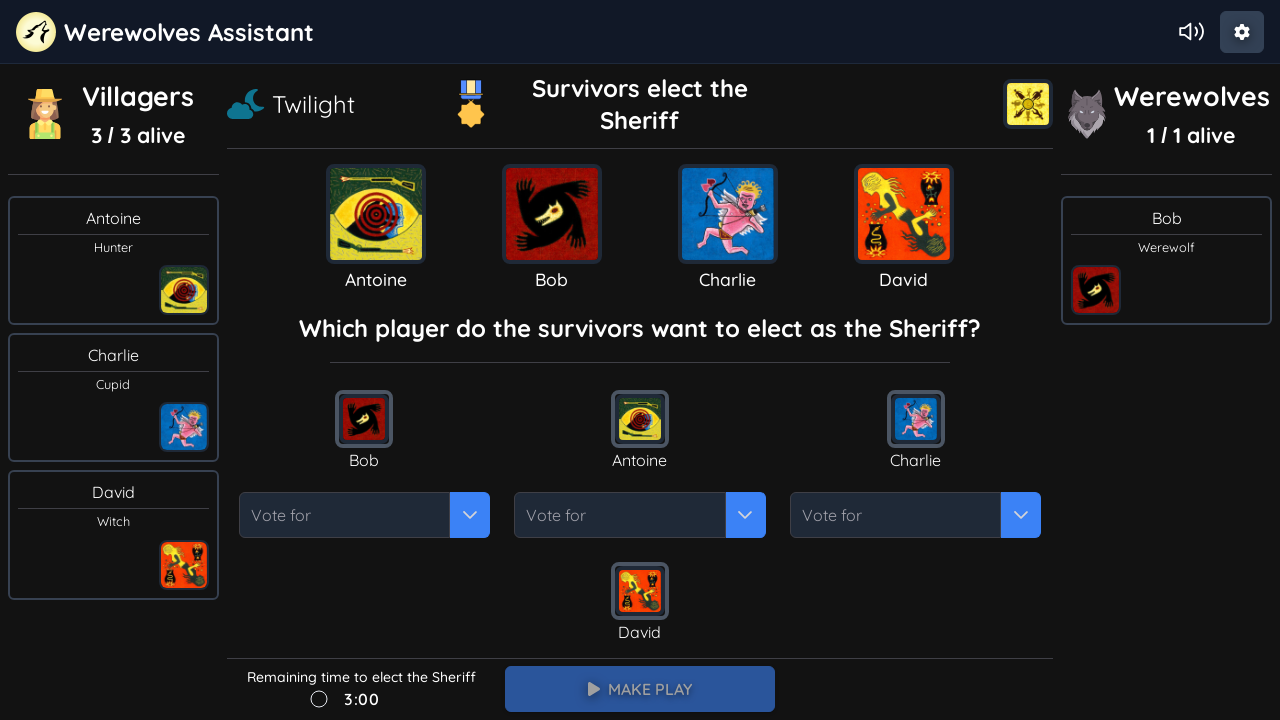 Werewolves Assistant
Villagers
3 / 3 alive
Twilight
Survivors elect the
Sheriff
Werewolves
1 / 1 alive
Antoine
Hunter
Charlie
Cupid
David
Witch
Antoine
Bob
Charlie
David
Which player do the survivors want to elect as the Sheriff?
Bob
Antoine
Charlie
Vote for
Vote for
Vote for
David
Bob
Werewolf
Remaining time to elect the Sheriff
3:00
MAKE PLAY